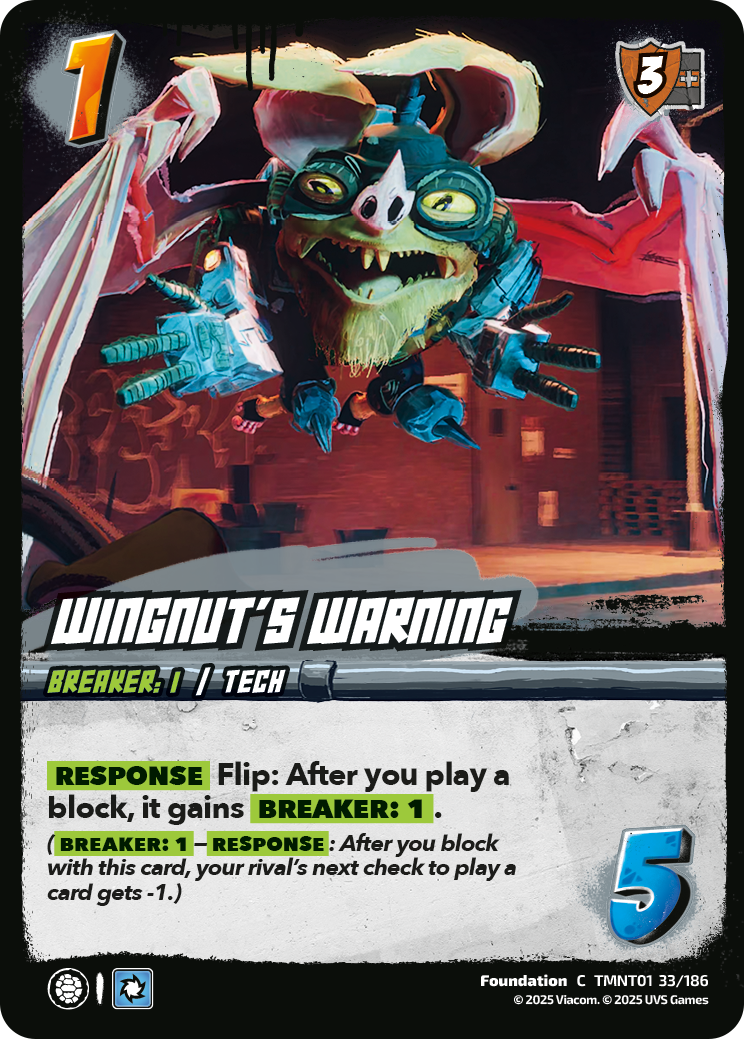 1
3
WINGNUT'S WARNING
BREAKER: 1 / TECH
RESPONSE Flip: After you play a
block, it gains BREAKER: 1.
(BREAKER: 1—RESPONSE: After you block
with this card, your rival's next check to play a
card gets -1.)
5
Foundation C TMNT01 33/186
© 2025 Viacom. © 2025 UVS Games